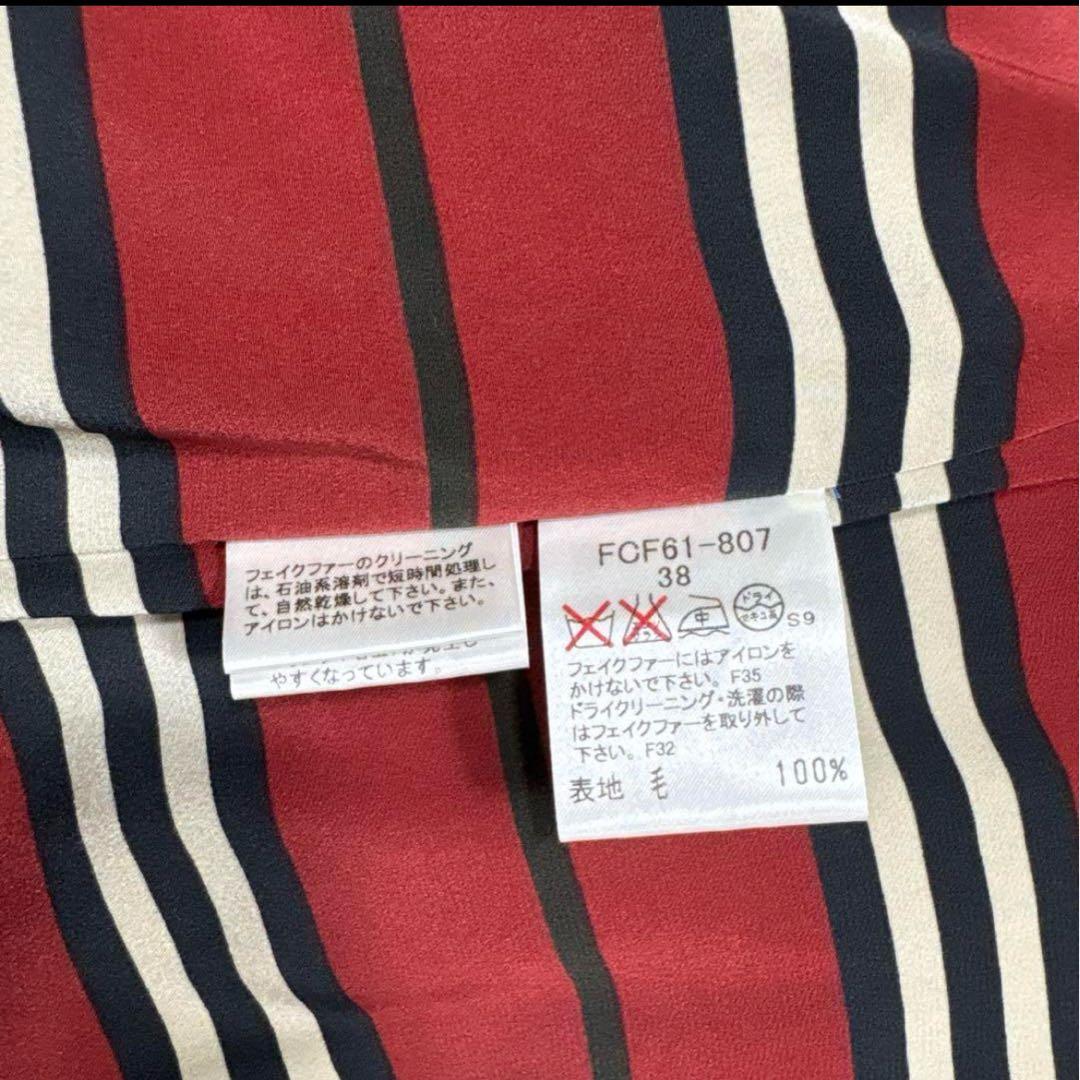 フェイクファーのクリーニング
は、石油系溶剤で短時間処理し
て、自然乾燥して下さい。また、
アイロンはかけないで下さい。
やすくなっています。
FCF61-807
38
中
ドライ
セキユ系
S9
フェイクファーにはアイロンを
かけないで下さい。F35
ドライクリーニング・洗濯の際
はフェイクファーを取り外して
下さい。F32
表地 毛 100%